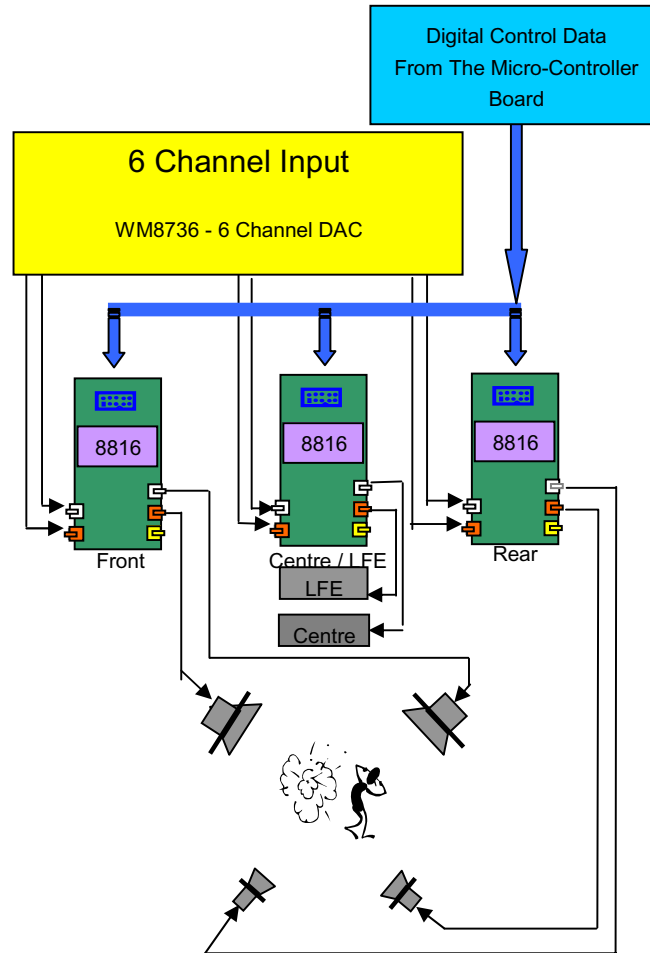 Digital Control Data
From The Micro-Controller
Board
6 Channel Input
WM8736 - 6 Channel DAC
8816
8816
8816
Front
Centre / LFE
Rear
LFE
Centre